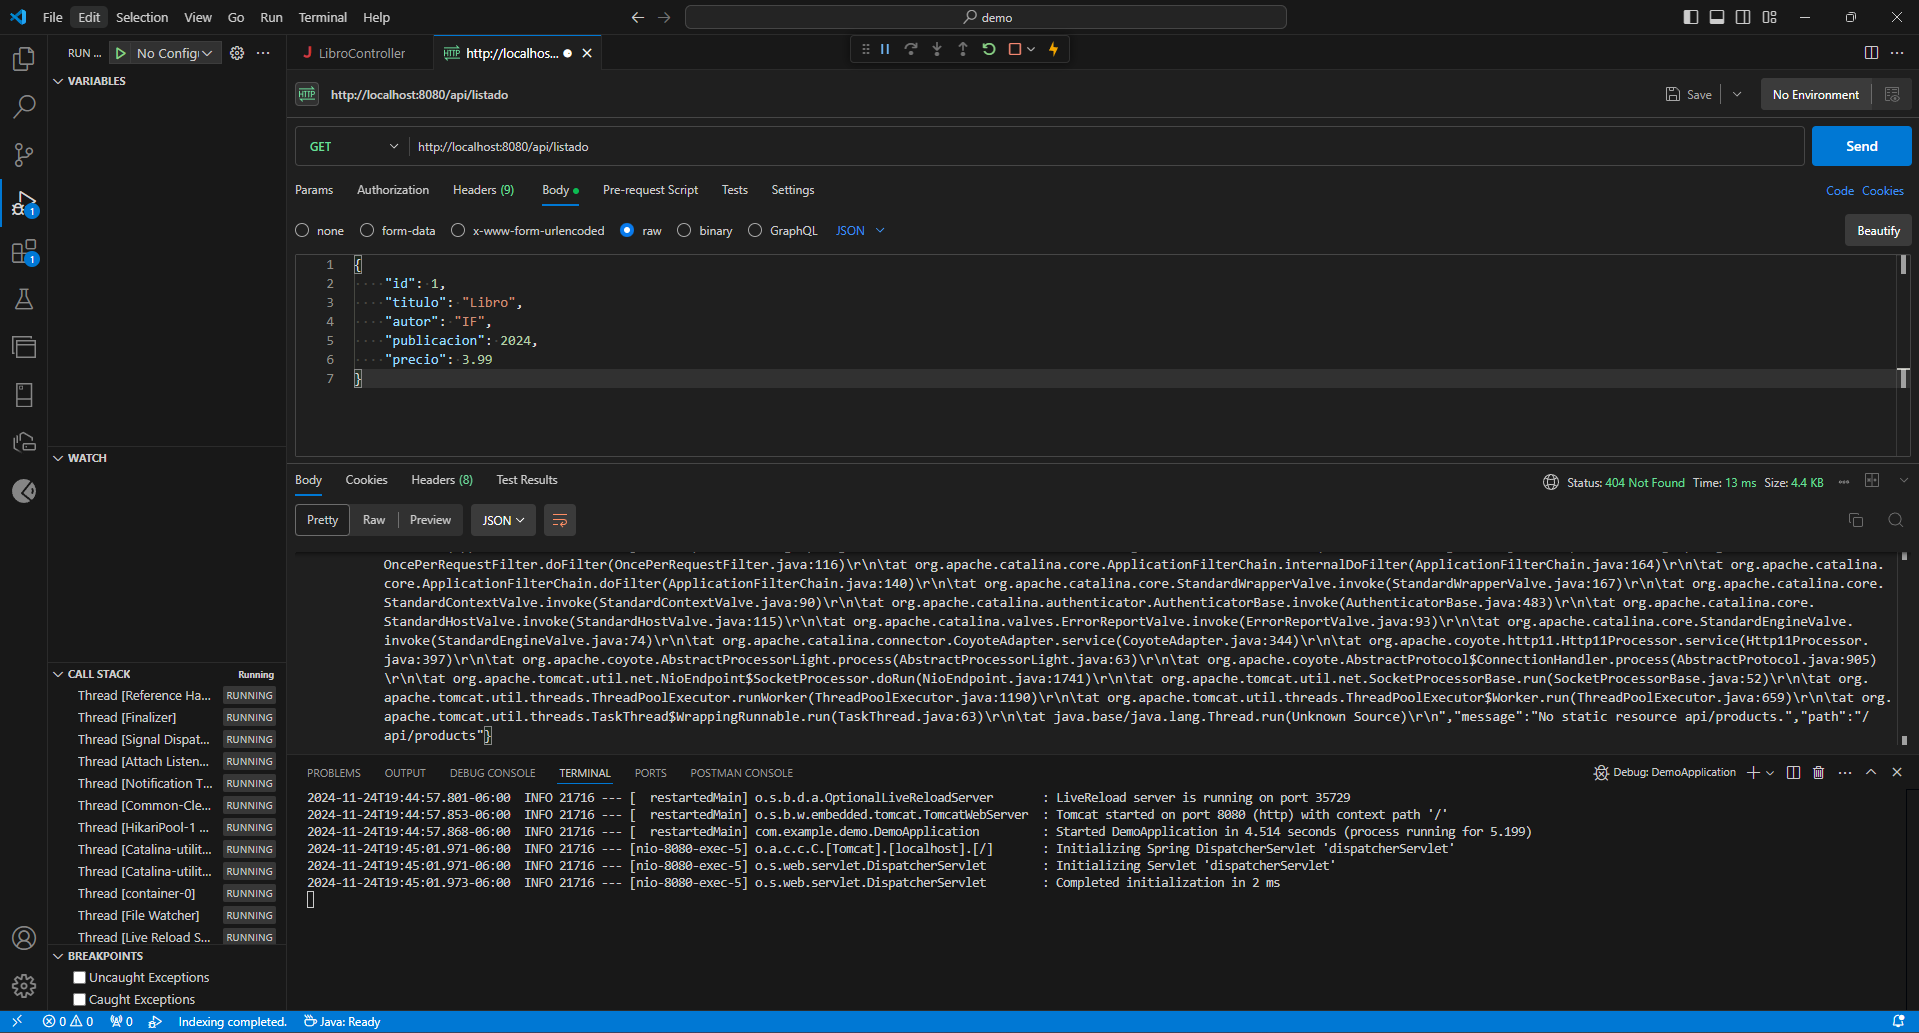 File Edit Selection View Go Run Terminal Help
demo
RUN ... No Config
LibroController
http://localhos...
VARIABLES
http://localhost:8080/api/listado
Save
No Environment
GET
http://localhost:8080/api/listado
Send
Params Authorization Headers (9) Body Pre-request Script Tests Settings
Code Cookies
none form-data x-www-form-urlencoded raw binary GraphQL JSON
Beautify
1 {
2 "id": 1,
3 "titulo": "Libro",
4 "autor": "IF",
5 "publicacion": 2024,
6 "precio": 3.99
7 }
WATCH
Body Cookies Headers (8) Test Results
Status: 404 Not Found Time: 13 ms Size: 4.4 KB
Pretty Raw Preview JSON
OncePerRequestFilter.doFilter(OncePerRequestFilter.java:116)\r\n\tat org.apache.catalina.core.ApplicationFilterChain.internalDoFilter(ApplicationFilterChain.java:164)\r\n\tat org.apache.catalina.
core.ApplicationFilterChain.doFilter(ApplicationFilterChain.java:140)\r\n\tat org.apache.catalina.core.StandardWrapperValve.invoke(StandardWrapperValve.java:167)\r\n\tat org.apache.catalina.core.
StandardContextValve.invoke(StandardContextValve.java:90)\r\n\tat org.apache.catalina.authenticator.AuthenticatorBase.invoke(AuthenticatorBase.java:483)\r\n\tat org.apache.catalina.core.
StandardHostValve.invoke(StandardHostValve.java:115)\r\n\tat org.apache.catalina.valves.ErrorReportValve.invoke(ErrorReportValve.java:93)\r\n\tat org.apache.catalina.core.StandardEngineValve.
invoke(StandardEngineValve.java:74)\r\n\tat org.apache.catalina.connector.CoyoteAdapter.service(CoyoteAdapter.java:344)\r\n\tat org.apache.coyote.http11.Http11Processor.service(Http11Processor.
java:397)\r\n\tat org.apache.coyote.AbstractProcessorLight.process(AbstractProcessorLight.java:63)\r\n\tat org.apache.coyote.AbstractProtocol$ConnectionHandler.process(AbstractProtocol.java:905)
\r\n\tat org.apache.tomcat.util.net.NioEndpoint$SocketProcessor.doRun(NioEndpoint.java:1741)\r\n\tat org.apache.tomcat.util.net.SocketProcessorBase.run(SocketProcessorBase.java:52)\r\n\tat org.
apache.tomcat.util.threads.ThreadPoolExecutor.runWorker(ThreadPoolExecutor.java:1190)\r\n\tat org.apache.tomcat.util.threads.ThreadPoolExecutor$Worker.run(ThreadPoolExecutor.java:659)\r\n\tat org.
apache.tomcat.util.threads.TaskThread$WrappingRunnable.run(TaskThread.java:63)\r\n\tat java.base/java.lang.Thread.run(Unknown Source)\r\n","message":"No static resource api/products.","path":"/
api/products"}
CALL STACK Running
Thread [Reference Ha... RUNNING
Thread [Finalizer] RUNNING
Thread [Signal Dispat... RUNNING
Thread [Attach Listen... RUNNING
Thread [Notification T... RUNNING
Thread [Common-Cle... RUNNING
Thread [HikariPool-1 ... RUNNING
Thread [Catalina-utilit... RUNNING
Thread [Catalina-utilit... RUNNING
Thread [container-0] RUNNING
Thread [File Watcher] RUNNING
Thread [Live Reload S... RUNNING
BREAKPOINTS
Uncaught Exceptions
Caught Exceptions
PROBLEMS OUTPUT DEBUG CONSOLE TERMINAL PORTS POSTMAN CONSOLE
Debug: DemoApplication
2024-11-24T19:44:57.801-06:00 INFO 21716 --- [ restartedMain] o.s.b.d.a.OptionalLiveReloadServer : LiveReload server is running on port 35729
2024-11-24T19:44:57.853-06:00 INFO 21716 --- [ restartedMain] o.s.b.w.embedded.tomcat.TomcatWebServer : Tomcat started on port 8080 (http) with context path '/'
2024-11-24T19:44:57.868-06:00 INFO 21716 --- [ restartedMain] com.example.demo.DemoApplication : Started DemoApplication in 4.514 seconds (process running for 5.199)
2024-11-24T19:45:01.971-06:00 INFO 21716 --- [nio-8080-exec-5] o.a.c.c.C.[Tomcat].[localhost].[/] : Initializing Spring DispatcherServlet 'dispatcherServlet'
2024-11-24T19:45:01.971-06:00 INFO 21716 --- [nio-8080-exec-5] o.s.web.servlet.DispatcherServlet : Initializing Servlet 'dispatcherServlet'
2024-11-24T19:45:01.973-06:00 INFO 21716 --- [nio-8080-exec-5] o.s.web.servlet.DispatcherServlet : Completed initialization in 2 ms
0 0 0 Indexing completed. Java: Ready